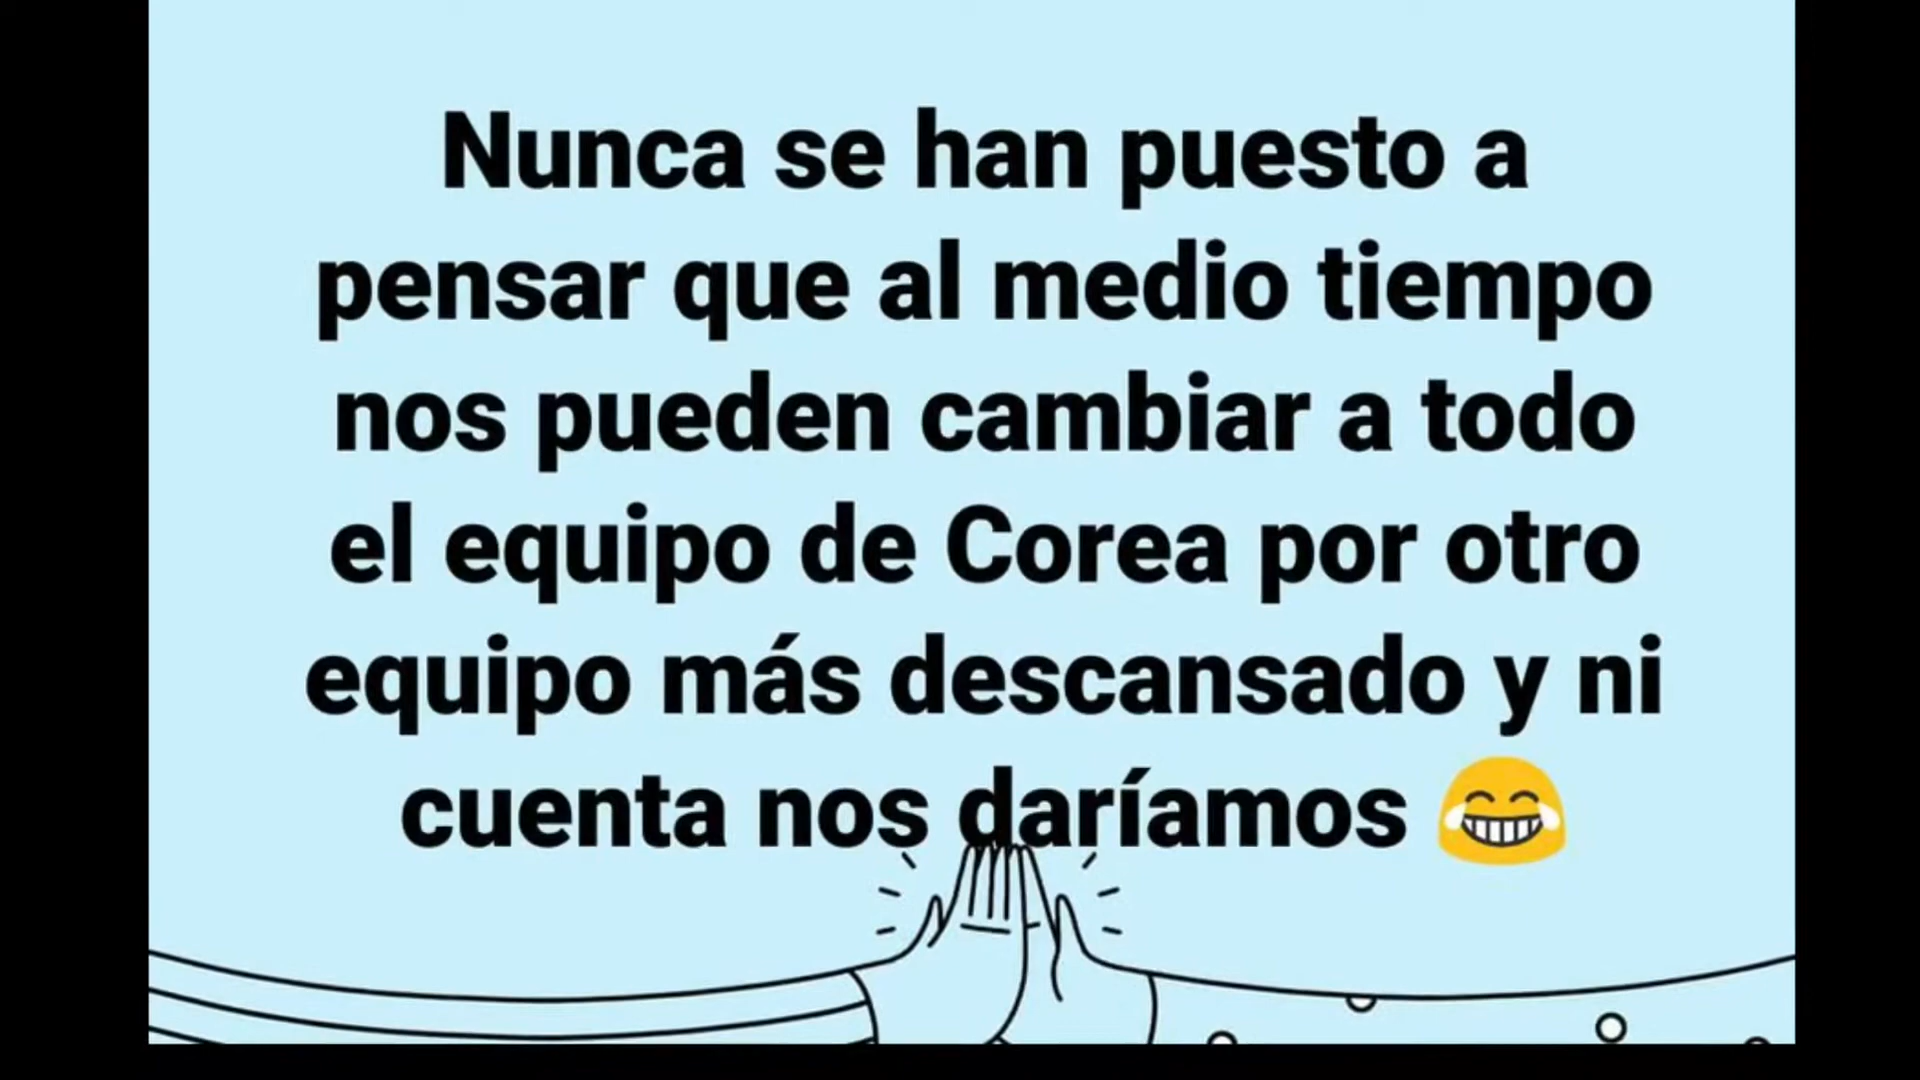 Nunca se han puesto a
pensar que al medio tiempo
nos pueden cambiar a todo
el equipo de Corea por otro
equipo más descansado y ni
cuenta nos daríamos 😂